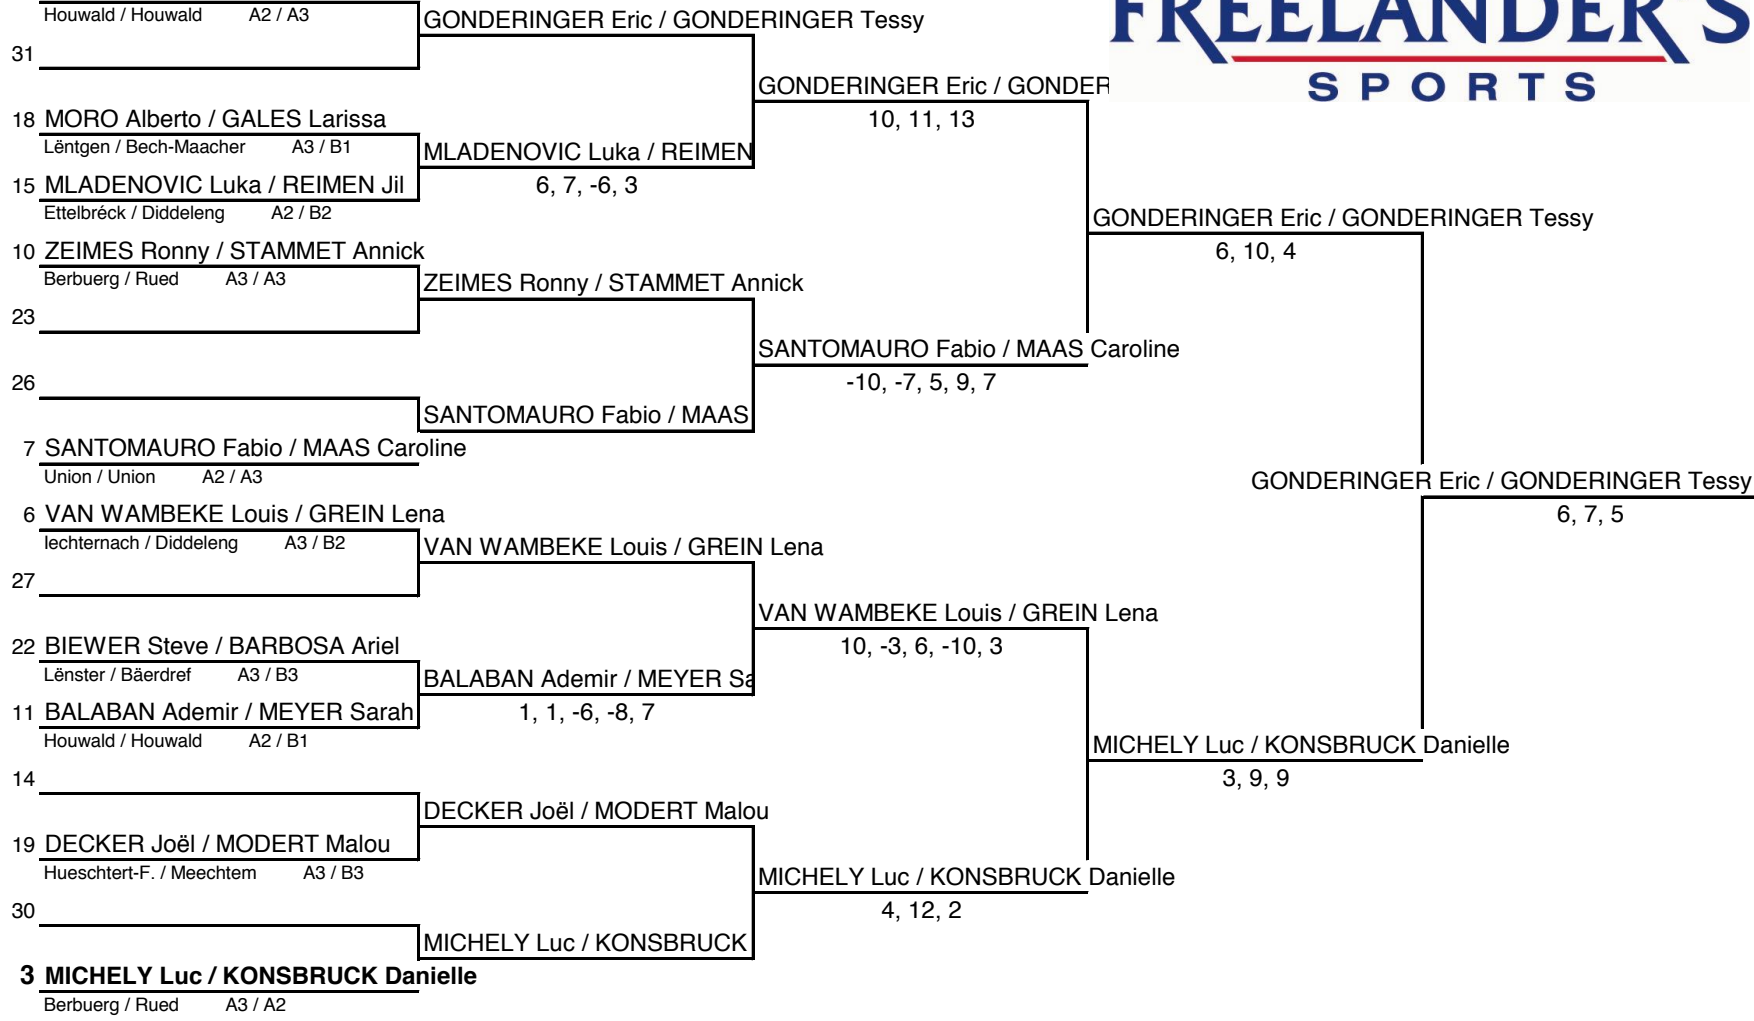 FREELANDER'S
SPORTS
Houwald / Houwald A2 / A3
GONDERINGER Eric / GONDERINGER Tessy
31
GONDERINGER Eric / GONDER
10, 11, 13
18 MORO Alberto / GALES Larissa
Lëntgen / Bech-Maacher A3 / B1
MLADENOVIC Luka / REIMEN
6, 7, -6, 3
15 MLADENOVIC Luka / REIMEN Jil
Ettelbréck / Diddeleng A2 / B2
GONDERINGER Eric / GONDERINGER Tessy
6, 10, 4
10 ZEIMES Ronny / STAMMET Annick
Berbuerg / Rued A3 / A3
ZEIMES Ronny / STAMMET Annick
23
SANTOMAURO Fabio / MAAS Caroline
-10, -7, 5, 9, 7
26
SANTOMAURO Fabio / MAAS
7 SANTOMAURO Fabio / MAAS Caroline
Union / Union A2 / A3
GONDERINGER Eric / GONDERINGER Tessy
6, 7, 5
6 VAN WAMBEKE Louis / GREIN Lena
Iechternach / Diddeleng A3 / B2
VAN WAMBEKE Louis / GREIN Lena
27
VAN WAMBEKE Louis / GREIN Lena
10, -3, 6, -10, 3
22 BIEWER Steve / BARBOSA Ariel
Lënster / Bäerdref A3 / B3
BALABAN Ademir / MEYER Sa
1, 1, -6, -8, 7
11 BALABAN Ademir / MEYER Sarah
Houwald / Houwald A2 / B1
MICHELY Luc / KONSBRUCK Danielle
3, 9, 9
14
DECKER Joël / MODERT Malou
19 DECKER Joël / MODERT Malou
Hueschtert-F. / Meechtem A3 / B3
MICHELY Luc / KONSBRUCK Danielle
4, 12, 2
30
MICHELY Luc / KONSBRUCK
3 MICHELY Luc / KONSBRUCK Danielle
Berbuerg / Rued A3 / A2